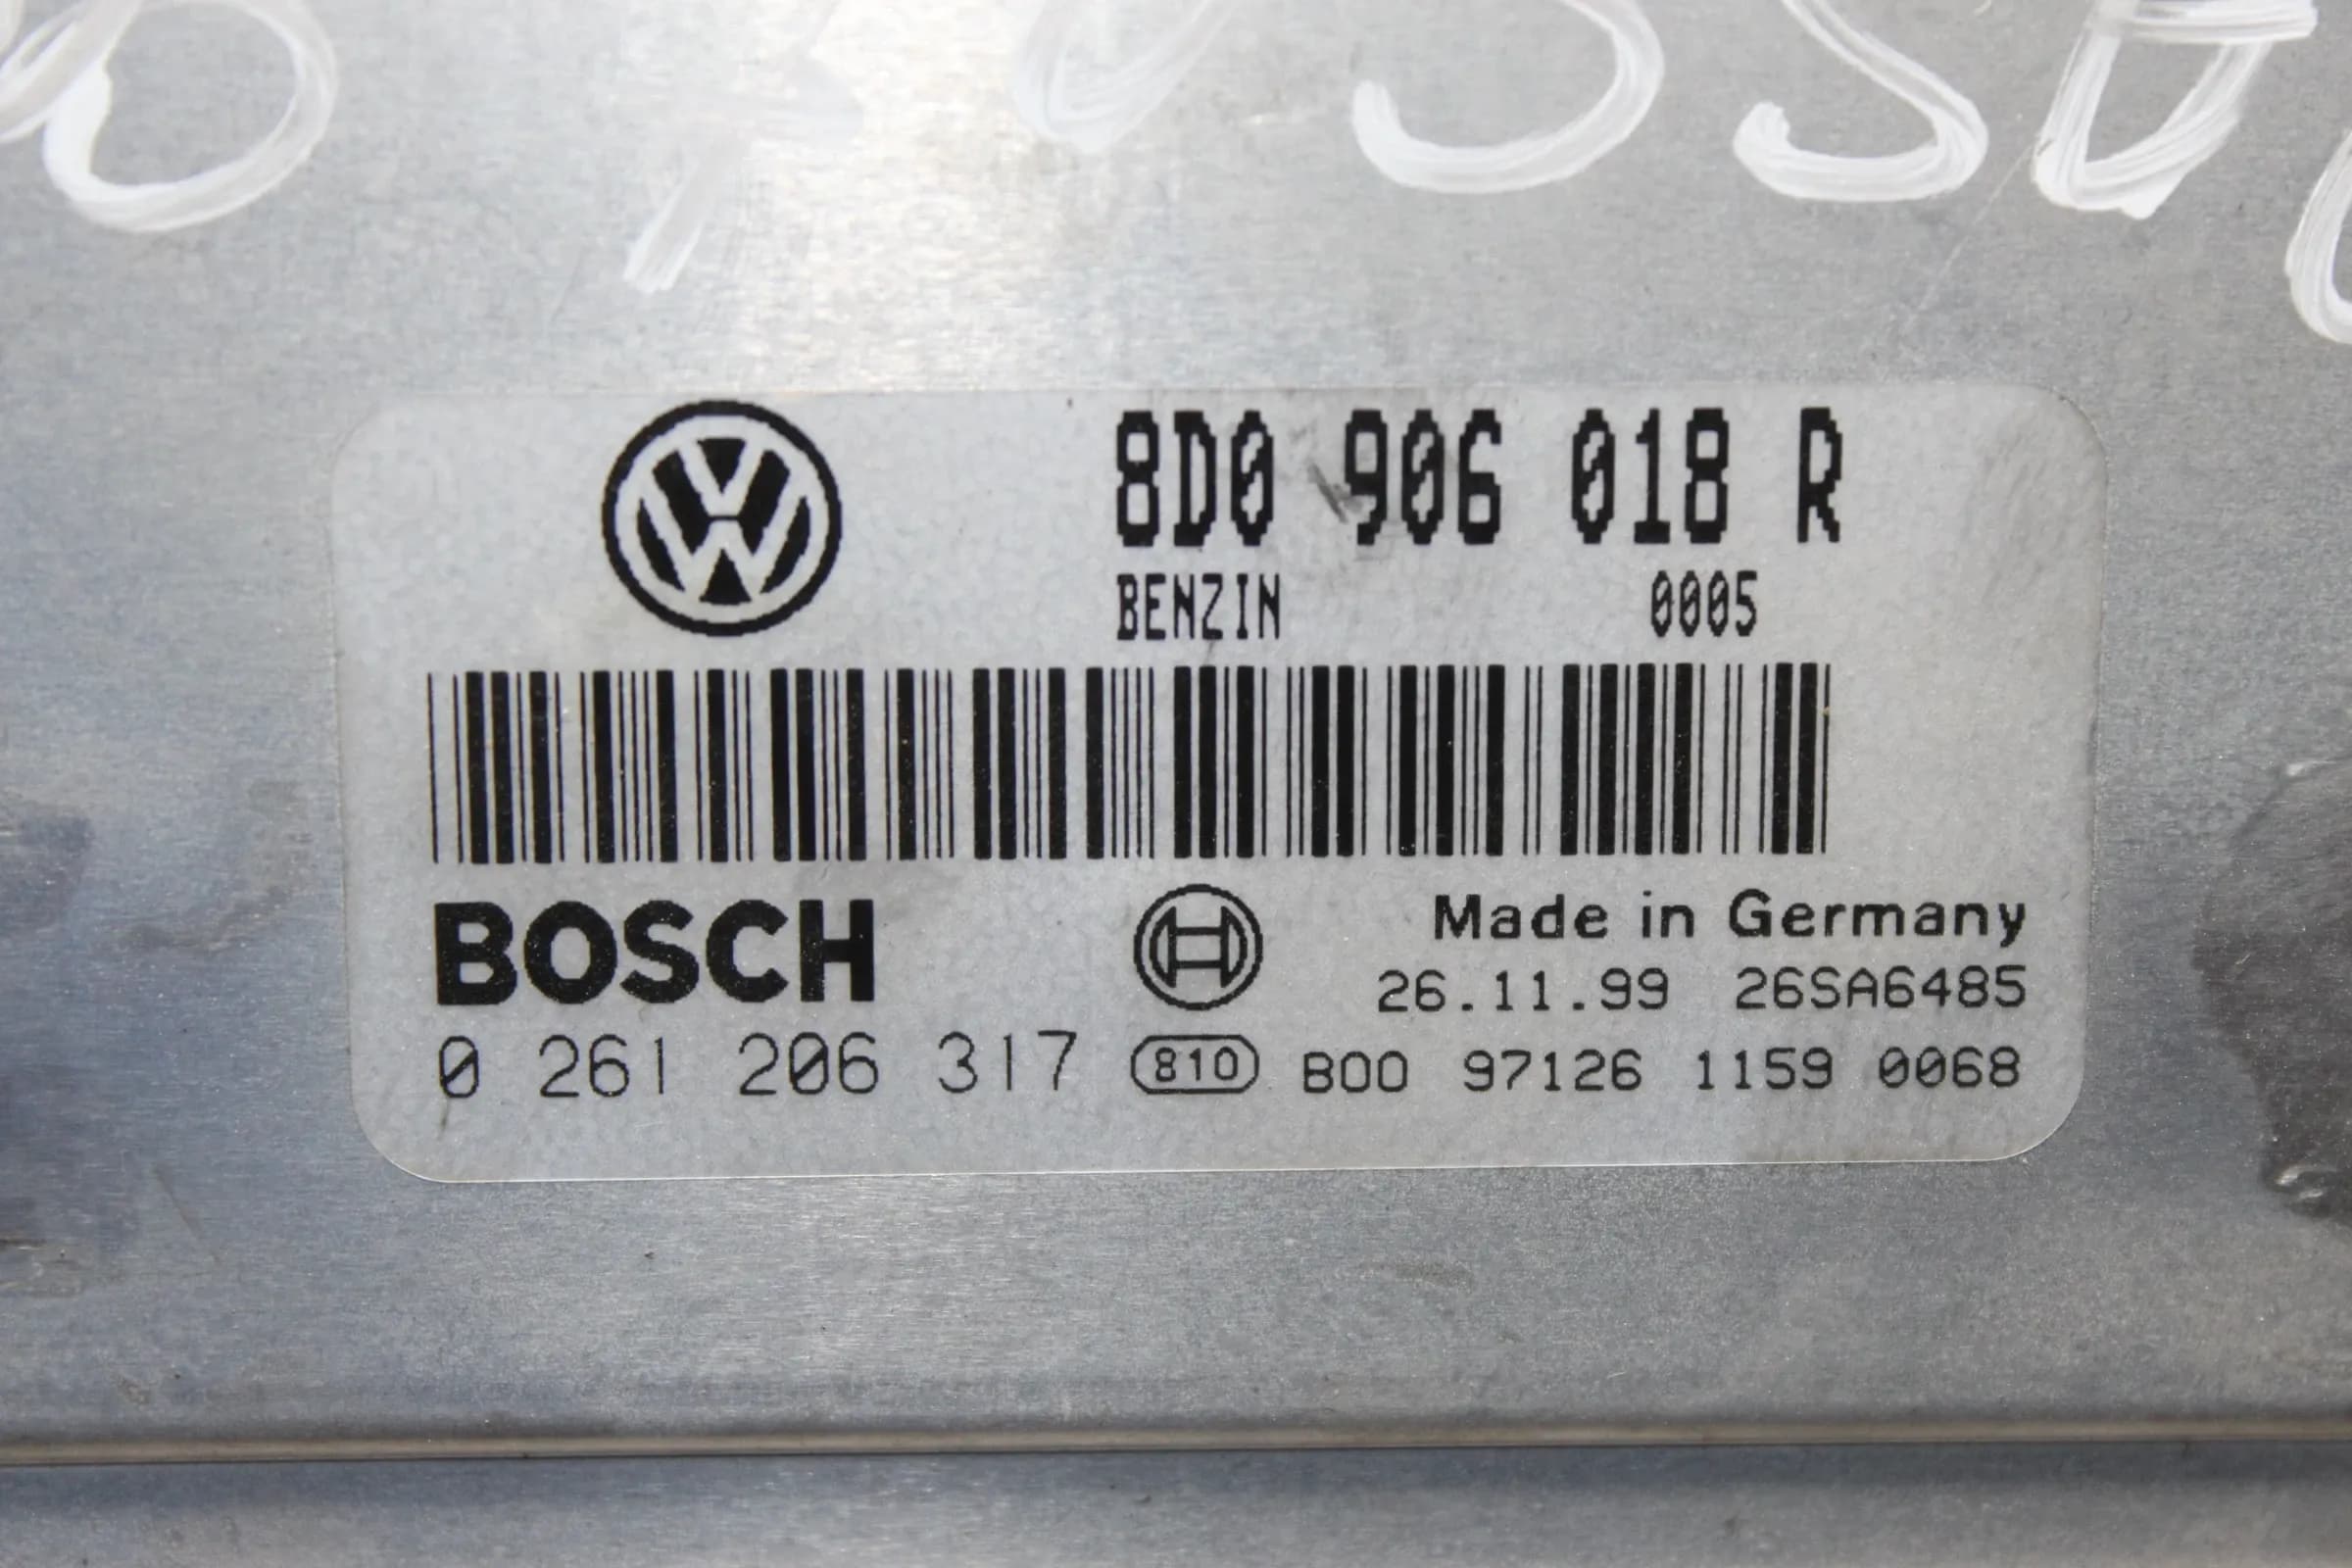 8D0 906 018 R
BENZIN 0005
BOSCH
Made in Germany
26.11.99 26SA6485
0 261 206 317 810 B00 97126 1159 0068